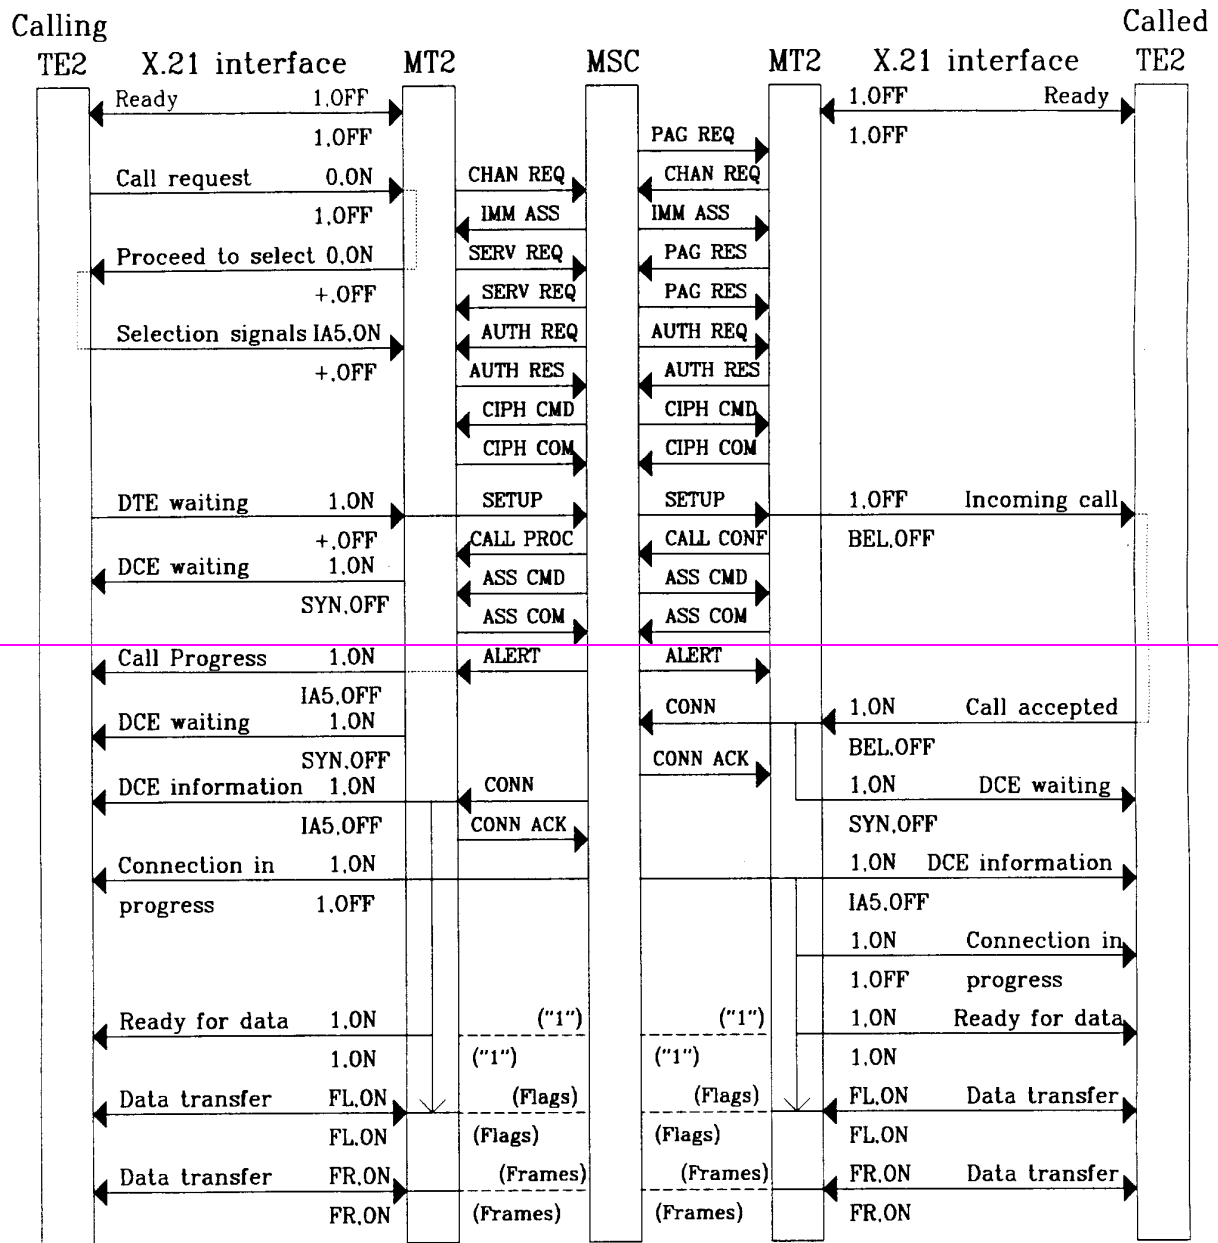 Calling Called
TE2 X.21 interface MT2 MSC MT2 X.21 interface TE2
Ready 1,OFF 1,OFF Ready
1,OFF PAG REQ 1,OFF
Call request 0,ON CHAN REQ CHAN REQ
1,OFF IMM ASS IMM ASS
Proceed to select 0,ON SERV REQ PAG RES
+,OFF SERV REQ PAG RES
Selection signals IA5,ON AUTH REQ AUTH REQ
+,OFF AUTH RES AUTH RES
CIPH CMD CIPH CMD
CIPH COM CIPH COM
DTE waiting 1,ON SETUP SETUP 1,OFF Incoming call
+,OFF CALL PROC CALL CONF BEL,OFF
DCE waiting 1,ON ASS CMD ASS CMD
SYN,OFF ASS COM ASS COM
Call Progress 1,ON ALERT ALERT
IA5,OFF CONN 1,ON Call accepted
DCE waiting 1,ON BEL,OFF
SYN,OFF CONN ACK
DCE information 1,ON CONN 1,ON DCE waiting
IA5,OFF CONN ACK SYN,OFF
Connection in 1,ON 1,ON DCE information
progress 1,OFF IA5,OFF
1,ON Connection in
1,OFF progress
Ready for data 1,ON ("1") ("1") 1,ON Ready for data
1,ON ("1") ("1") 1,ON
Data transfer FL,ON (Flags) (Flags) FL,ON Data transfer
FL,ON (Flags) (Flags) FL,ON
Data transfer FR,ON (Frames) (Frames) FR,ON Data transfer
FR,ON (Frames) (Frames) FR,ON